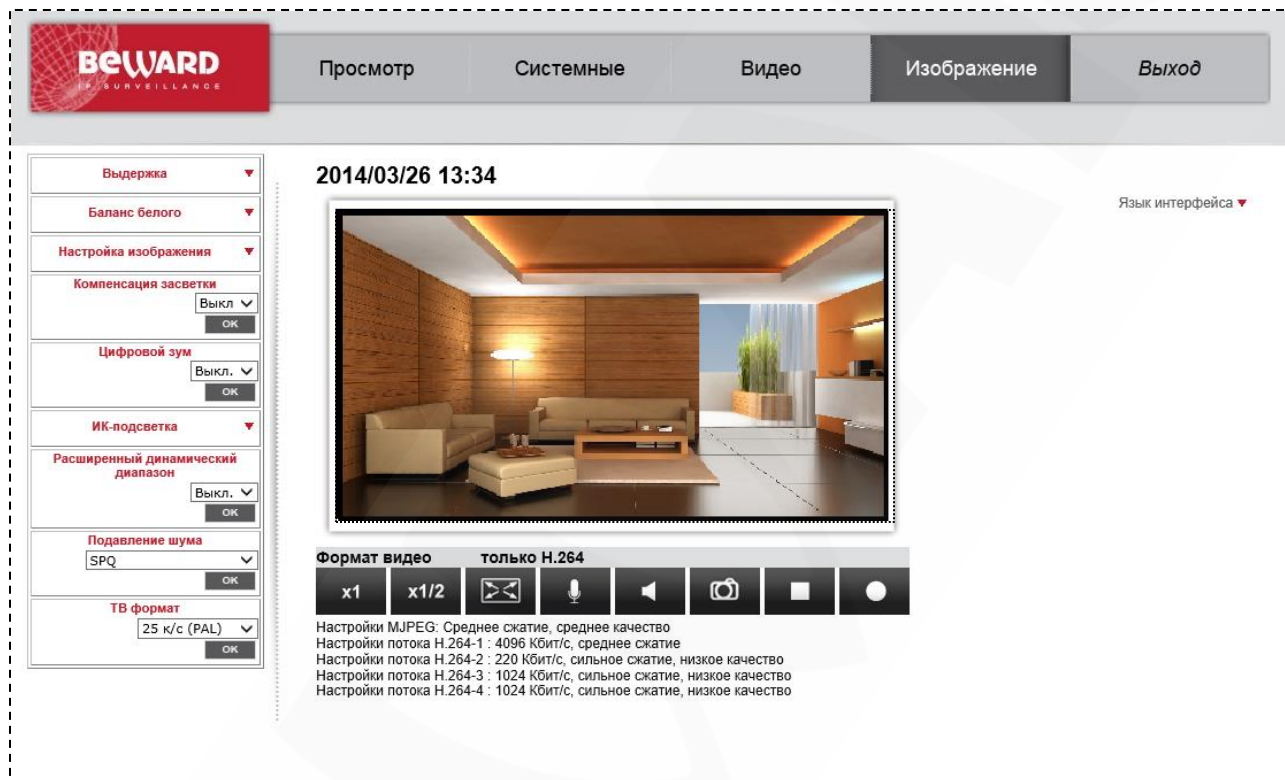 BEWARD
IP SURVEILLANCE
Просмотр
Системные
Видео
Изображение
Выход
2014/03/26 13:34
Язык интерфейса ▼
Выдержка ▼
Баланс белого ▼
Настройка изображения ▼
Компенсация засветки
Выкл
OK
Цифровой зум
Выкл.
OK
ИК-подсветка ▼
Расширенный динамический
диапазон
Выкл.
OK
Подавление шума
SPQ
OK
ТВ формат
25 к/с (PAL)
OK
Формат видео только H.264
x1
x1/2
Настройки MJPEG: Среднее сжатие, среднее качество
Настройки потока H.264-1 : 4096 Кбит/с, среднее сжатие
Настройки потока H.264-2 : 220 Кбит/с, сильное сжатие, низкое качество
Настройки потока H.264-3 : 1024 Кбит/с, сильное сжатие, низкое качество
Настройки потока H.264-4 : 1024 Кбит/с, сильное сжатие, низкое качество